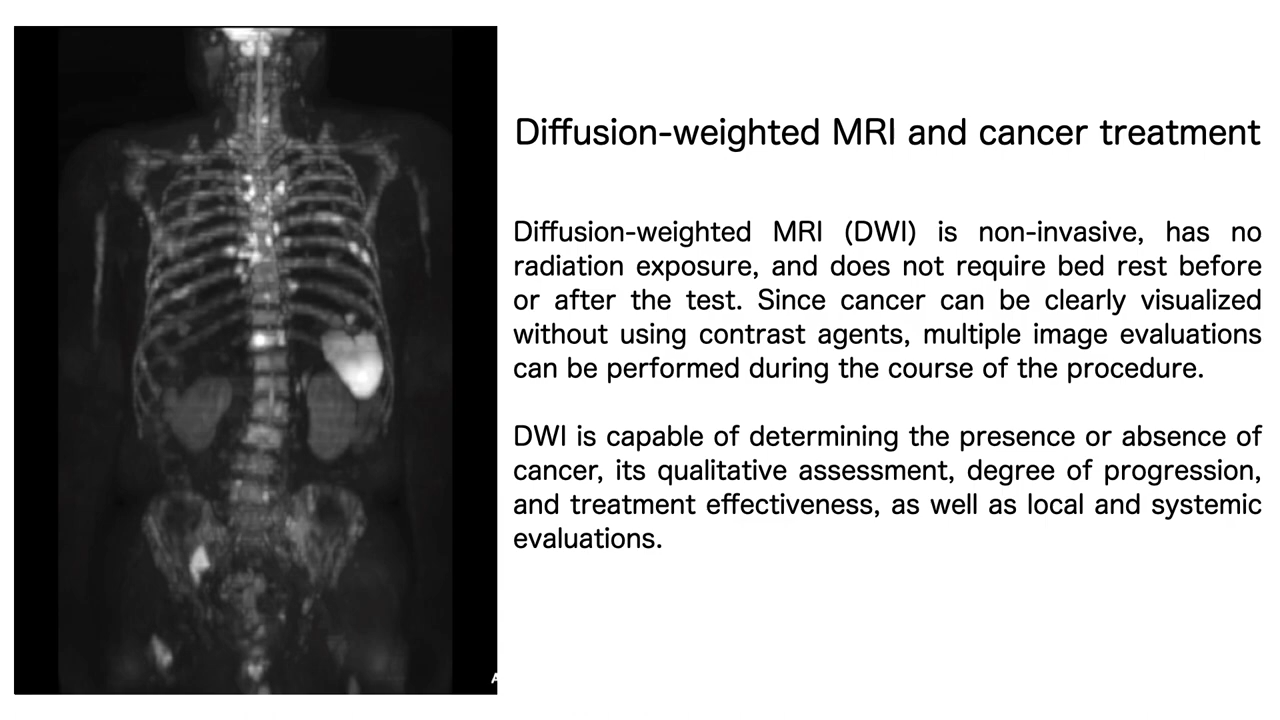 Diffusion-weighted MRI and cancer treatment
Diffusion-weighted MRI (DWI) is non-invasive, has no
radiation exposure, and does not require bed rest before
or after the test. Since cancer can be clearly visualized
without using contrast agents, multiple image evaluations
can be performed during the course of the procedure.
DWI is capable of determining the presence or absence of
cancer, its qualitative assessment, degree of progression,
and treatment effectiveness, as well as local and systemic
evaluations.
A